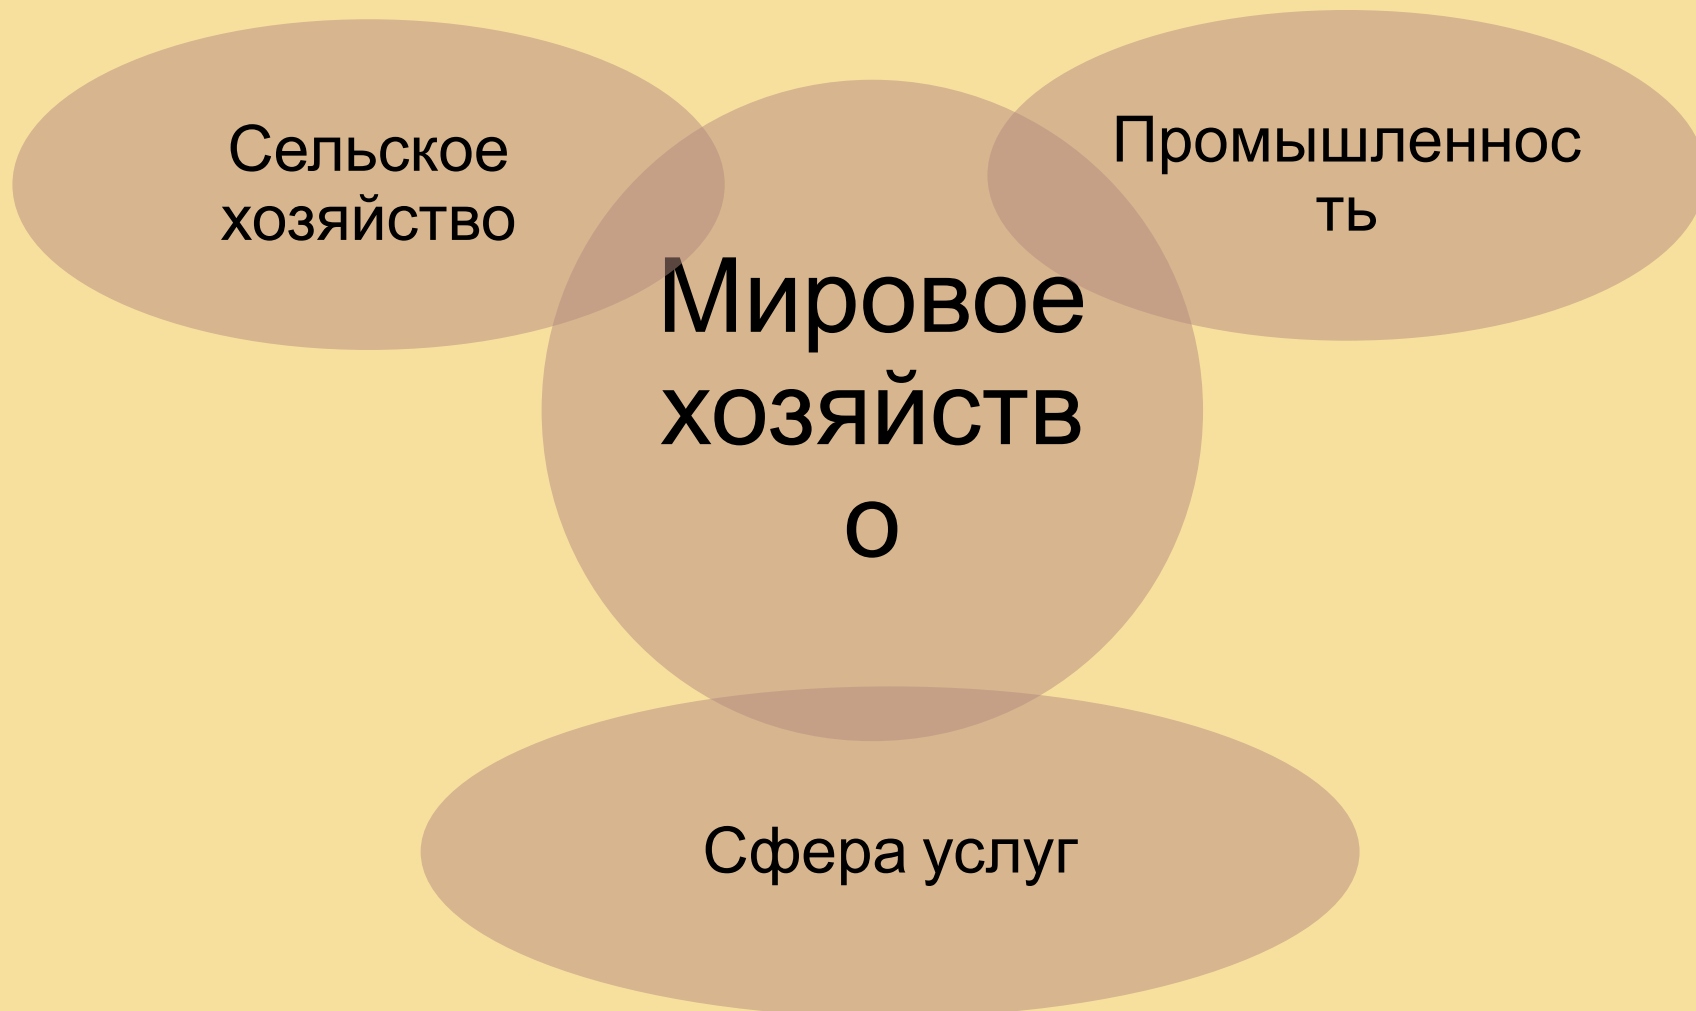 Сельское
хозяйство
Промышленнос
ть
Мировое
хозяйств
о
Сфера услуг